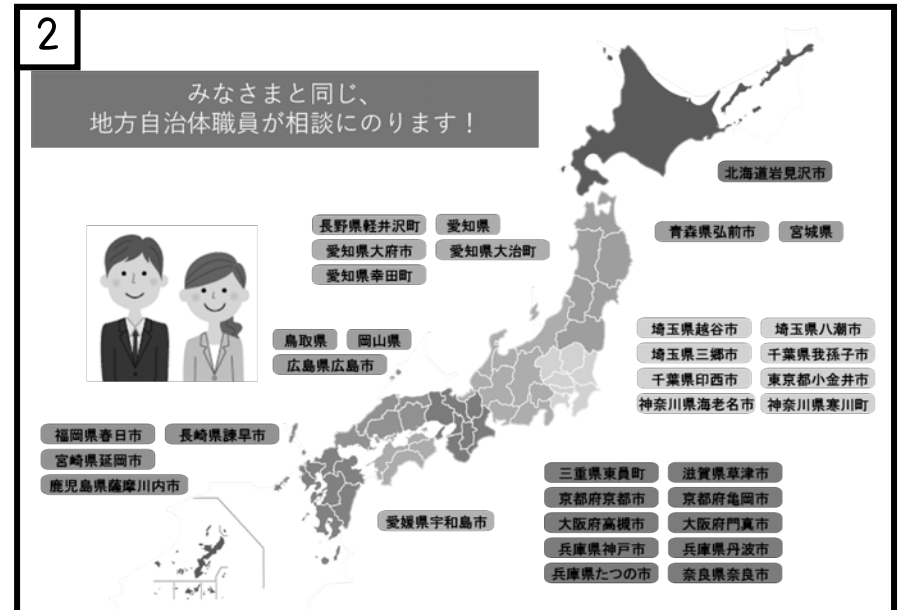 2
みなさまと同じ、
地方自治体職員が相談にのります！
北海道岩見沢市
長野県軽井沢町 愛知県
愛知県大府市 愛知県大治町
愛知県幸田町
青森県弘前市 宮城県
鳥取県 岡山県
広島県広島市
埼玉県越谷市 埼玉県八潮市
埼玉県三郷市 千葉県我孫子市
千葉県印西市 東京都小金井市
神奈川県海老名市 神奈川県寒川町
福岡県春日市 長崎県諫早市
宮崎県延岡市
鹿児島県薩摩川内市
愛媛県宇和島市
三重県東員町 滋賀県草津市
京都府京都市 京都府亀岡市
大阪府高槻市 大阪府門真市
兵庫県神戸市 兵庫県丹波市
兵庫県たつの市 奈良県奈良市